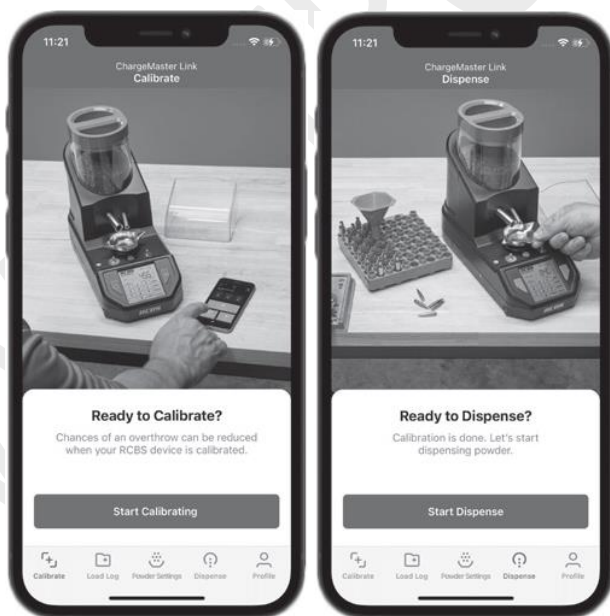 11:21
ChargeMaster Link
Calibrate
Ready to Calibrate?
Chances of an overthrow can be reduced
when your RCBS device is calibrated.
Start Calibrating
Calibrate
Load Log
Powder Settings
Dispense
Profile
11:21
ChargeMaster Link
Dispense
Ready to Dispense?
Calibration is done. Let's start
dispensing powder.
Start Dispense
Calibrate
Load Log
Powder Settings
Dispense
Profile